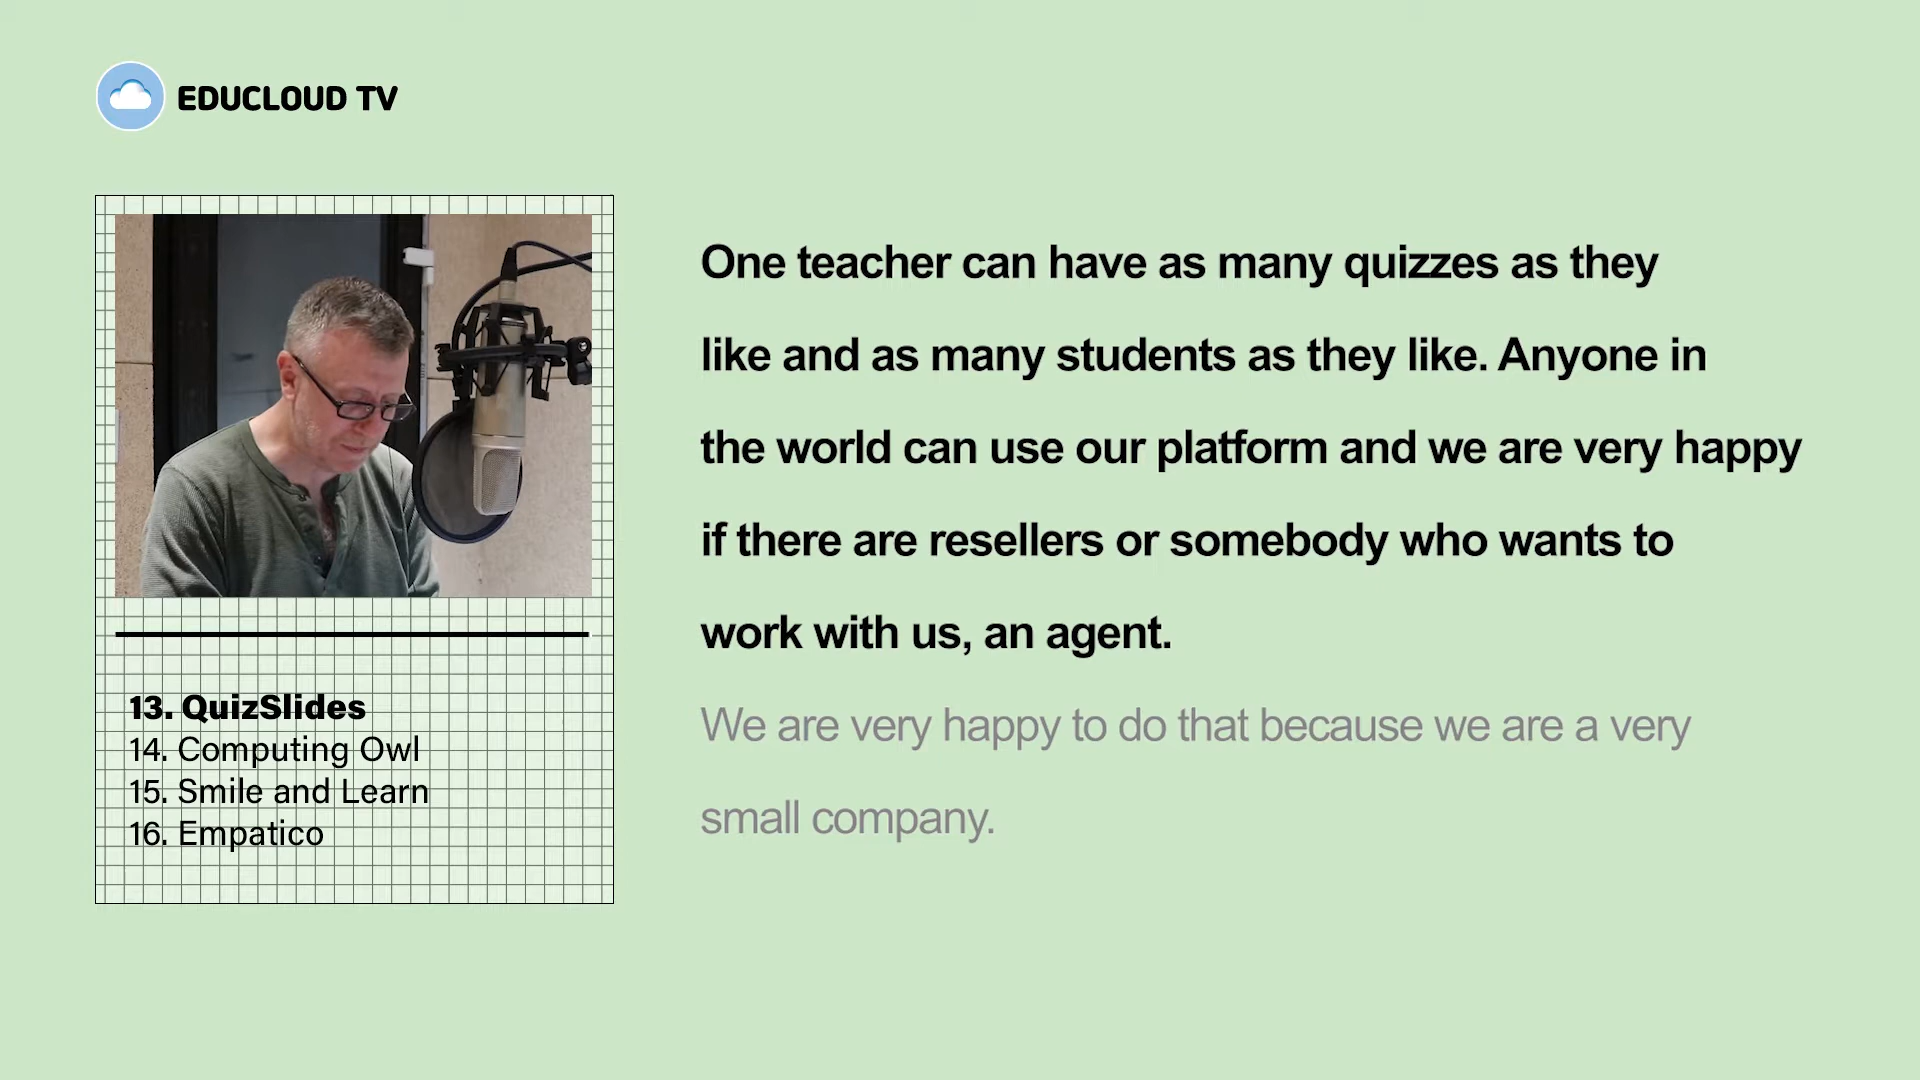 EDUCLOUD TV
One teacher can have as many quizzes as they
like and as many students as they like. Anyone in
the world can use our platform and we are very happy
if there are resellers or somebody who wants to
work with us, an agent.
We are very happy to do that because we are a very
small company.
13. QuizSlides
14. Computing Owl
15. Smile and Learn
16. Empatico